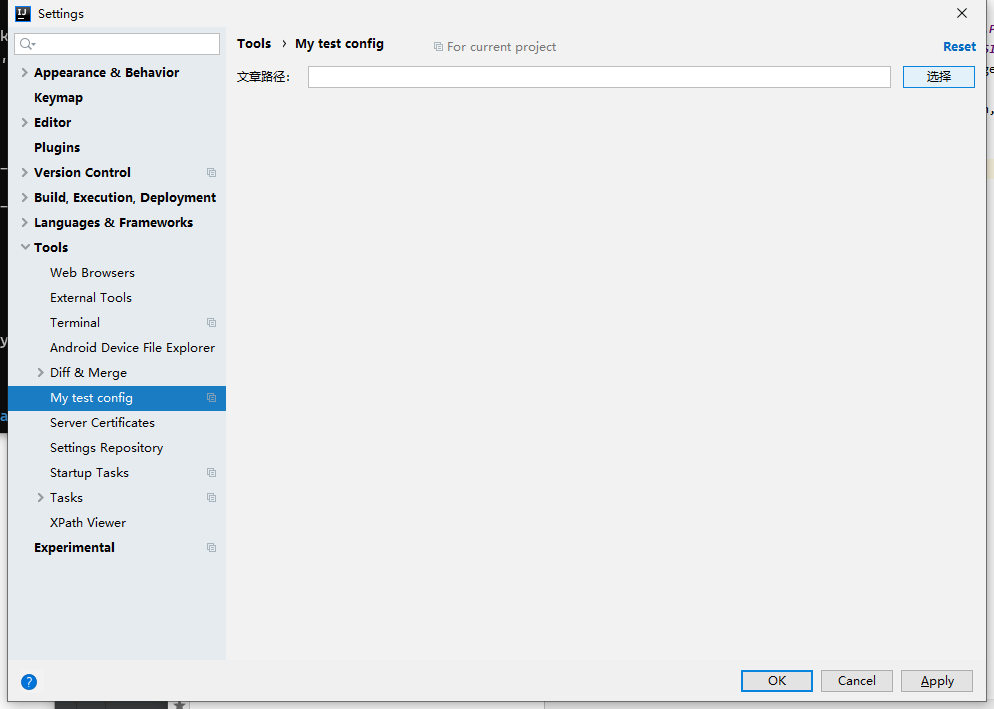 Settings
Tools › My test config
For current project
Reset
文章路径：
选择
Appearance & Behavior
Keymap
Editor
Plugins
Version Control
Build, Execution, Deployment
Languages & Frameworks
Tools
Web Browsers
External Tools
Terminal
Android Device File Explorer
Diff & Merge
My test config
Server Certificates
Settings Repository
Startup Tasks
Tasks
XPath Viewer
Experimental
?
OK
Cancel
Apply